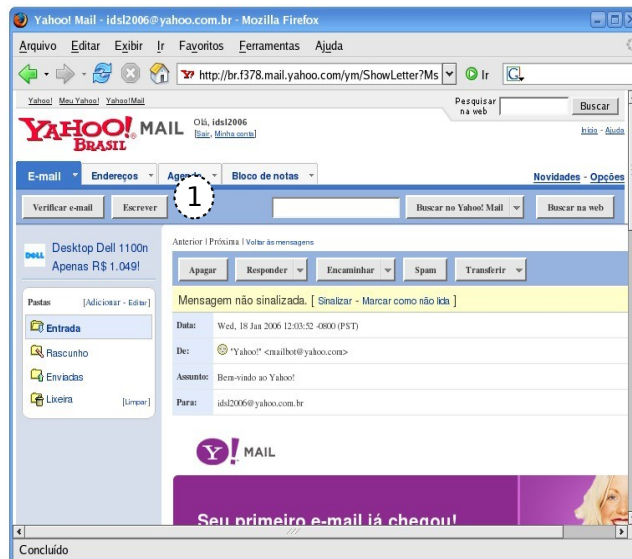 Yahoo! Mail - idsl2006@yahoo.com.br - Mozilla Firefox
Arquivo Editar Exibir Ir Favoritos Ferramentas Ajuda
http://br.f378.mail.yahoo.com/ym/ShowLetter?Ms Ir
Yahoo! Meu Yahoo! Yahoo!Mail
Pesquisar na web Buscar
YAHOO! MAIL
BRASIL
Olá, idsl2006
[Sair, Minha conta]
Início - Ajuda
E-mail Endereços Agenda Bloco de notas Novidades - Opções
1
Verificar e-mail Escrever Buscar no Yahoo! Mail Buscar na web
DELL
Desktop Dell 1100n
Apenas R$ 1.049!
Pastas [Adicionar - Editar]
Entrada
Rascunho
Enviadas
Lixeira [Limpar]
Anterior | Próxima | Voltar às mensagens
Apagar Responder Encaminhar Spam Transferir
Mensagem não sinalizada. [ Sinalizar - Marcar como não lida ]
Data: Wed, 18 Jan 2006 12:03:52 -0800 (PST)
De: "Yahoo!" <mailbot@yahoo.com>
Assunto: Bem-vindo ao Yahoo!
Para: idsl2006@yahoo.com.br
Y! MAIL
Seu primeiro e-mail já chegou!
Concluído